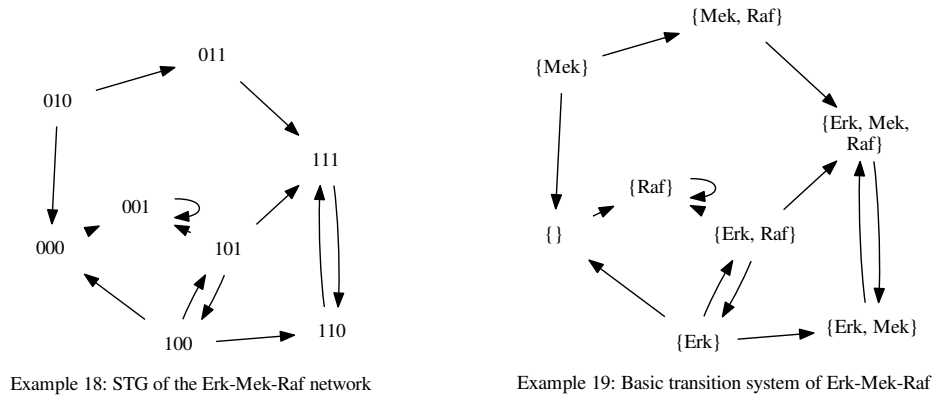 011
010
111
001
000
101
110
100
Example 18: STG of the Erk-Mek-Raf network
{Mek, Raf}
{Mek}
{Erk, Mek,
Raf}
{Raf}
{}
{Erk, Raf}
{Erk, Mek}
{Erk}
Example 19: Basic transition system of Erk-Mek-Raf